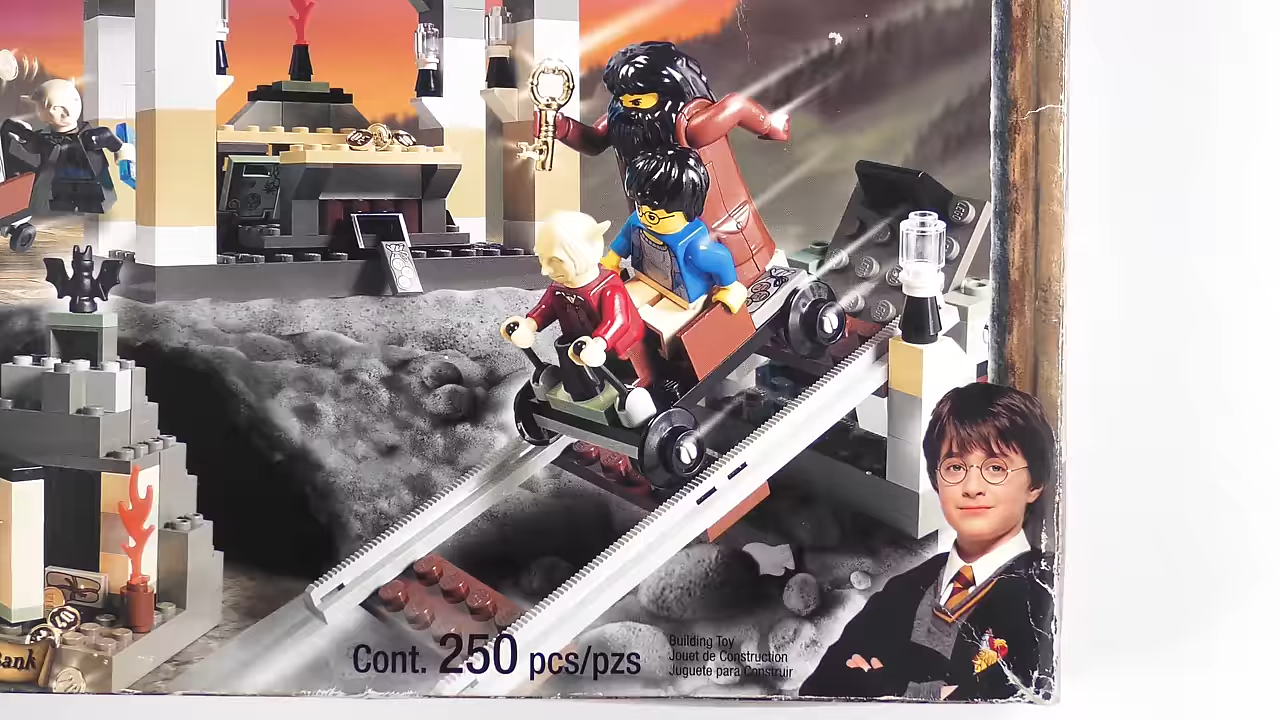 Cont. 250 pcs/pzs
Building Toy
Jouet de Construction
Juguete para Construir
Bank